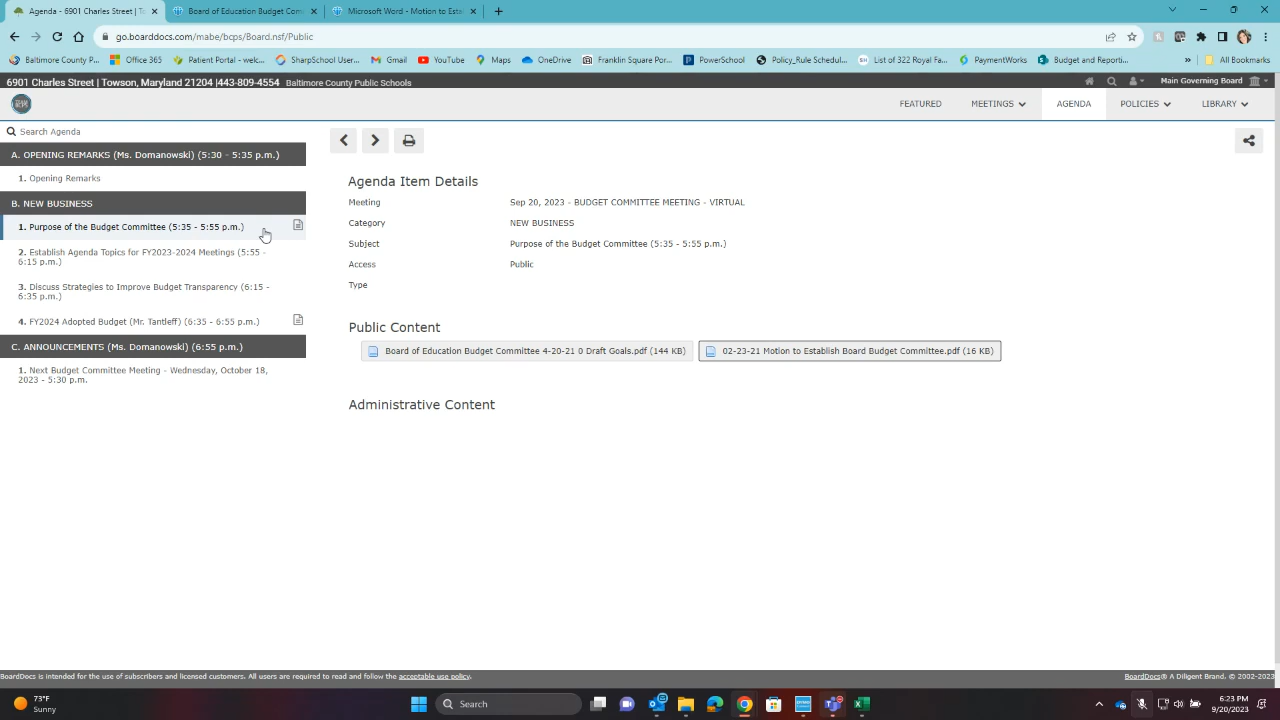 Agenda - 6901 Charles Street | To
Board of Education Budget Com
Microsoft Word - Motion to Esta
go.boarddocs.com/mabe/bcps/Board.nsf/Public
Baltimore County P...
Office 365
Patient Portal - welc...
SharpSchool User...
Gmail
YouTube
Maps
OneDrive
Franklin Square Por...
PowerSchool
Policy_Rule Schedul...
List of 322 Royal Fa...
PaymentWorks
Budget and Reporti...
»
All Bookmarks
6901 Charles Street | Towson, Maryland 21204 |443-809-4554 Baltimore County Public Schools
Main Governing Board
FEATURED MEETINGS AGENDA POLICIES LIBRARY
Search Agenda
A. OPENING REMARKS (Ms. Domanowski) (5:30 - 5:35 p.m.)
1. Opening Remarks
B. NEW BUSINESS
1. Purpose of the Budget Committee (5:35 - 5:55 p.m.)
2. Establish Agenda Topics for FY2023-2024 Meetings (5:55 -
6:15 p.m.)
3. Discuss Strategies to Improve Budget Transparency (6:15 -
6:35 p.m.)
4. FY2024 Adopted Budget (Mr. Tantleff) (6:35 - 6:55 p.m.)
C. ANNOUNCEMENTS (Ms. Domanowski) (6:55 p.m.)
1. Next Budget Committee Meeting - Wednesday, October 18,
2023 - 5:30 p.m.
Agenda Item Details
Meeting Sep 20, 2023 - BUDGET COMMITTEE MEETING - VIRTUAL
Category NEW BUSINESS
Subject Purpose of the Budget Committee (5:35 - 5:55 p.m.)
Access Public
Type
Public Content
Board of Education Budget Committee 4-20-21 0 Draft Goals.pdf (144 KB)
02-23-21 Motion to Establish Board Budget Committee.pdf (16 KB)
Administrative Content
BoardDocs is intended for the use of subscribers and licensed customers. All users are required to read and follow the acceptable use policy.
BoardDocs® A Diligent Brand. © 2002-2023
73°F
Sunny
Search
6:23 PM
9/20/2023